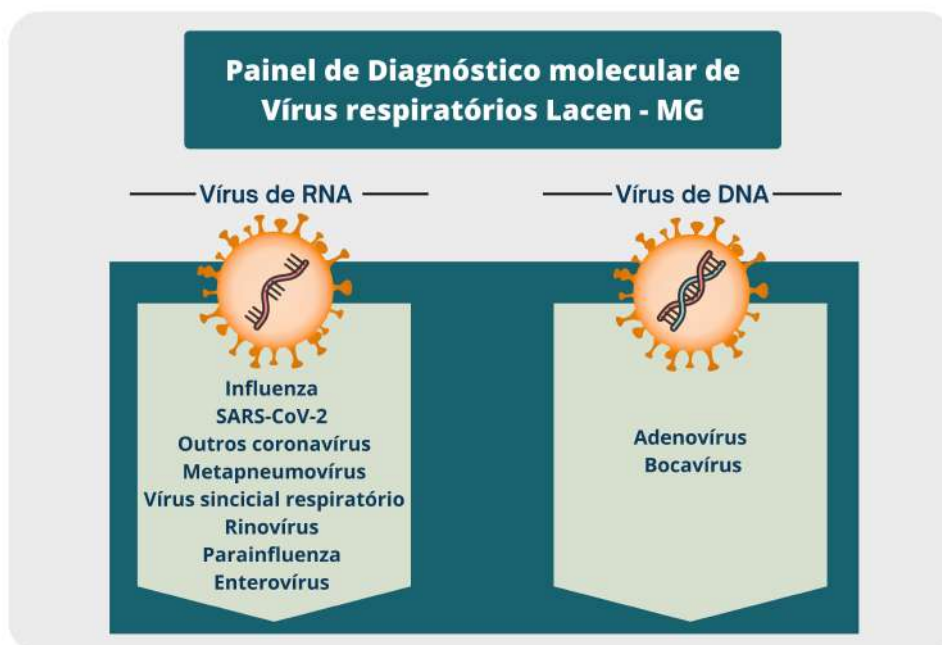 Painel de Diagnóstico molecular de
Vírus respiratórios Lacen - MG
Vírus de RNA
Influenza
SARS-CoV-2
Outros coronavírus
Metapneumovírus
Vírus sincicial respiratório
Rinovírus
Parainfluenza
Enterovírus
Vírus de DNA
Adenovírus
Bocavírus